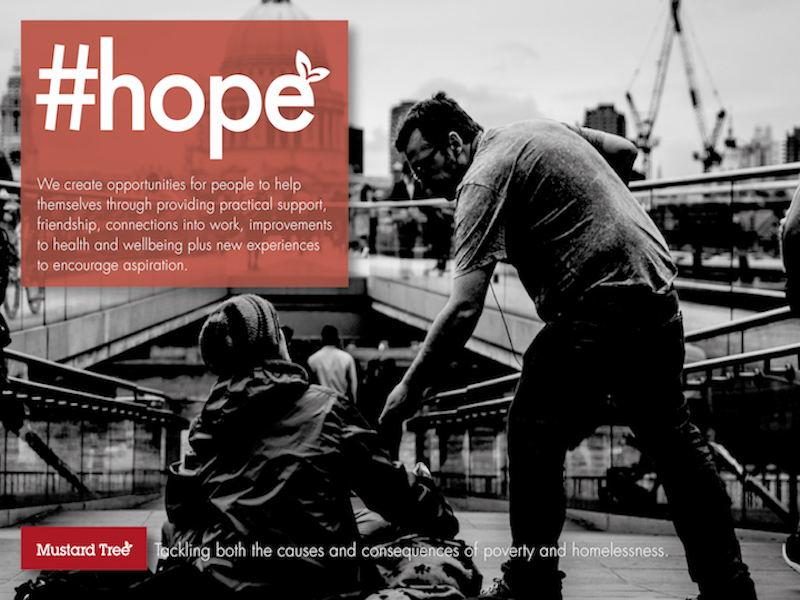 #hope
We create opportunities for people to help
themselves through providing practical support,
friendship, connections into work, improvements
to health and wellbeing plus new experiences
to encourage aspiration.
Mustard Tree
Tackling both the causes and consequences of poverty and homelessness.